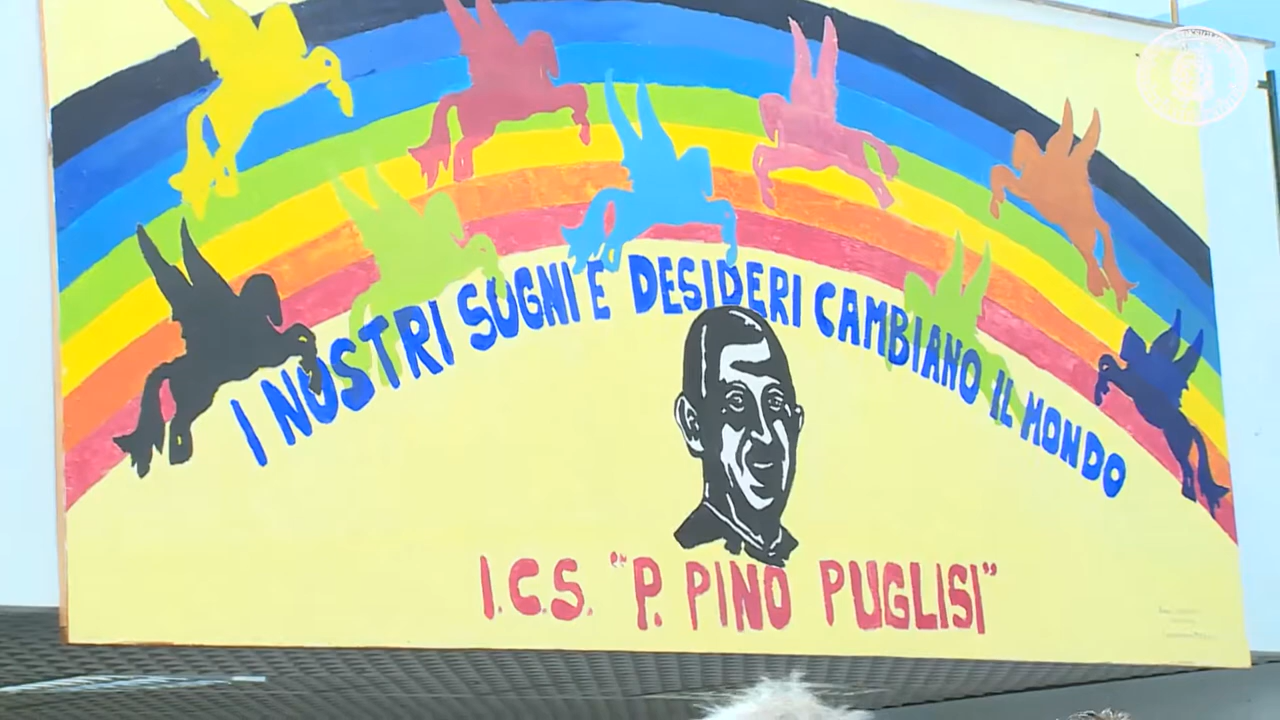 I NOSTRI SOGNI E DESIDERI CAMBIANO IL MONDO
I.C.S. "P. PINO PUGLISI"